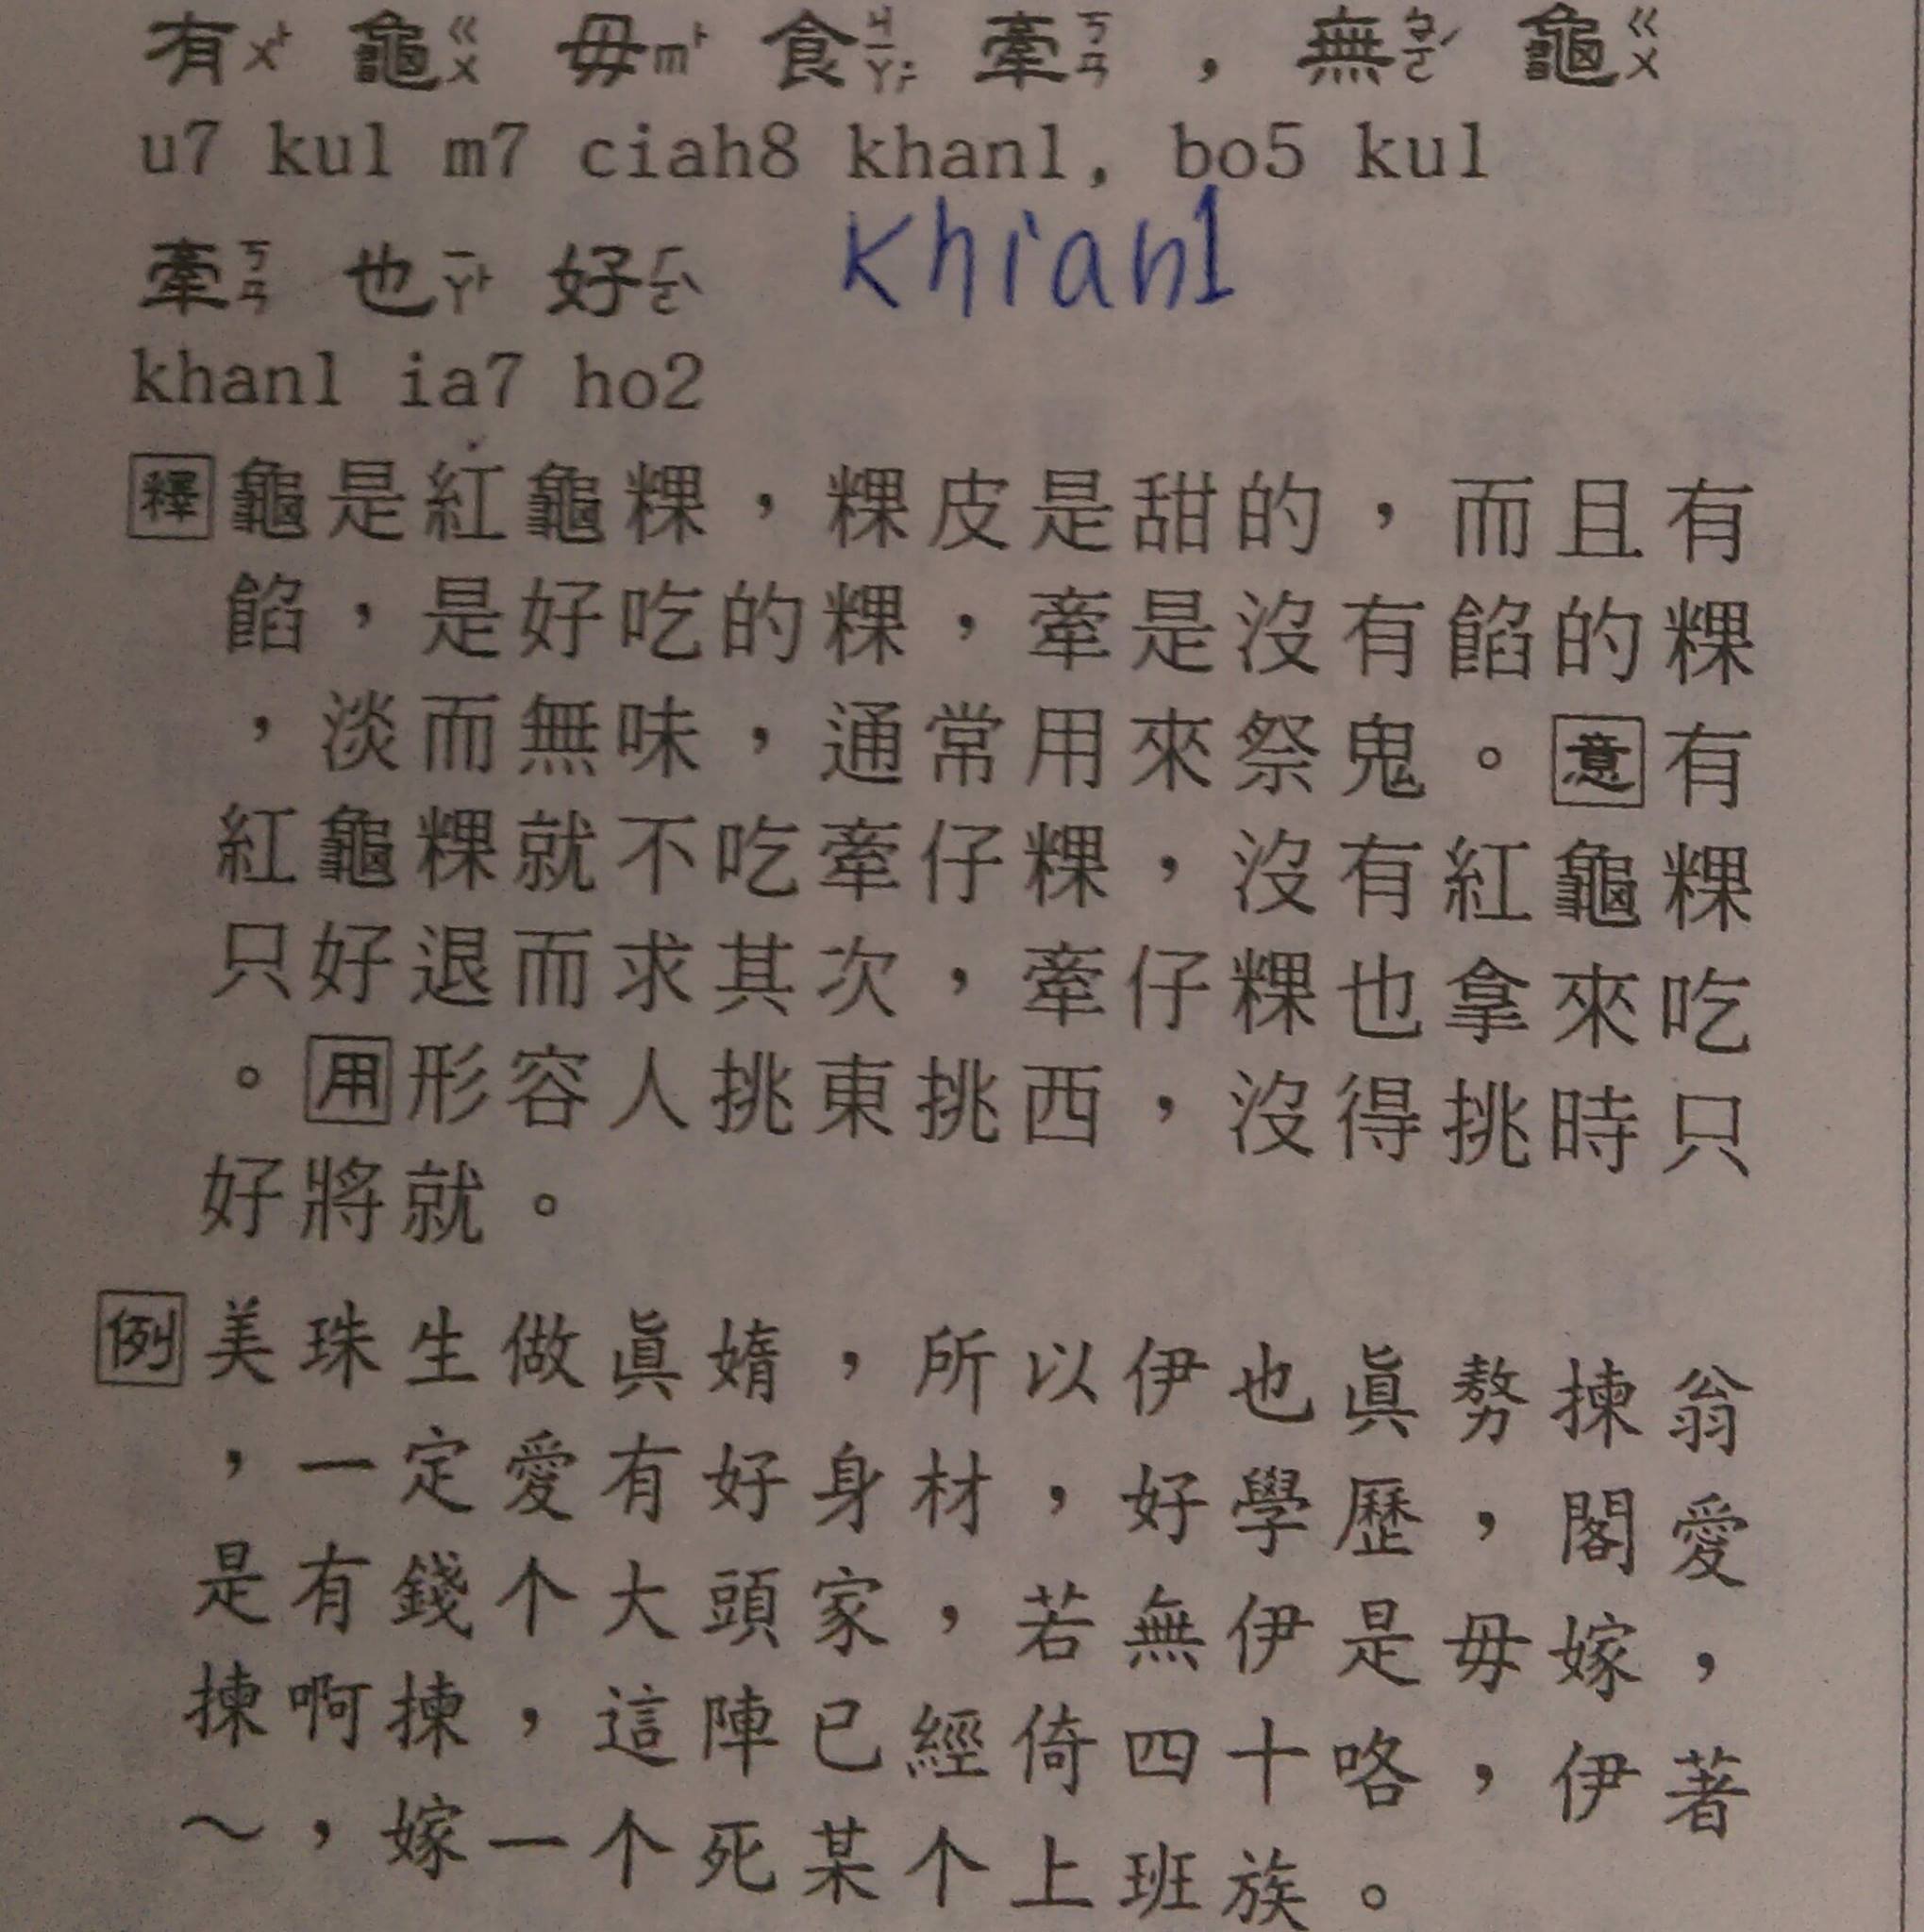 有ㄨ˫ 龜ㄍㄨ 毋m˫ 食ㄐㄧㄚㆷ˙ 牽ㄎㄢ，無ㄅㄜˊ 龜ㄍㄨ
u7 ku1 m7 ciah8 khan1, bo5 ku1
牽ㄎㄢ 也ㄧㄚ˫ 好ㄏㄜˋ khian1
khan1 ia7 ho2
釋龜是紅龜粿，粿皮是甜的，而且有
餡，是好吃的粿，牽是沒有餡的粿
，淡而無味，通常用來祭鬼。意有
紅龜粿就不吃牽仔粿，沒有紅龜粿
只好退而求其次，牽仔粿也拿來吃
。用形容人挑東挑西，沒得挑時只
好將就。
例美珠生做眞媠，所以伊也眞嫯揀翁
，一定愛有好身材，好學歷，閣愛
是有錢个大頭家，若無伊是毋嫁，
揀啊揀，這陣已經倚四十咯，伊著
～，嫁一个死某个上班族。